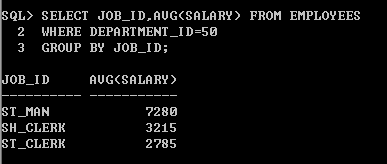 SQL> SELECT JOB_ID,AVG(SALARY) FROM EMPLOYEES
  2  WHERE DEPARTMENT_ID=50
  3  GROUP BY JOB_ID;
JOB_ID     AVG(SALARY)
---------- -----------
ST_MAN            7280
SH_CLERK          3215
ST_CLERK          2785